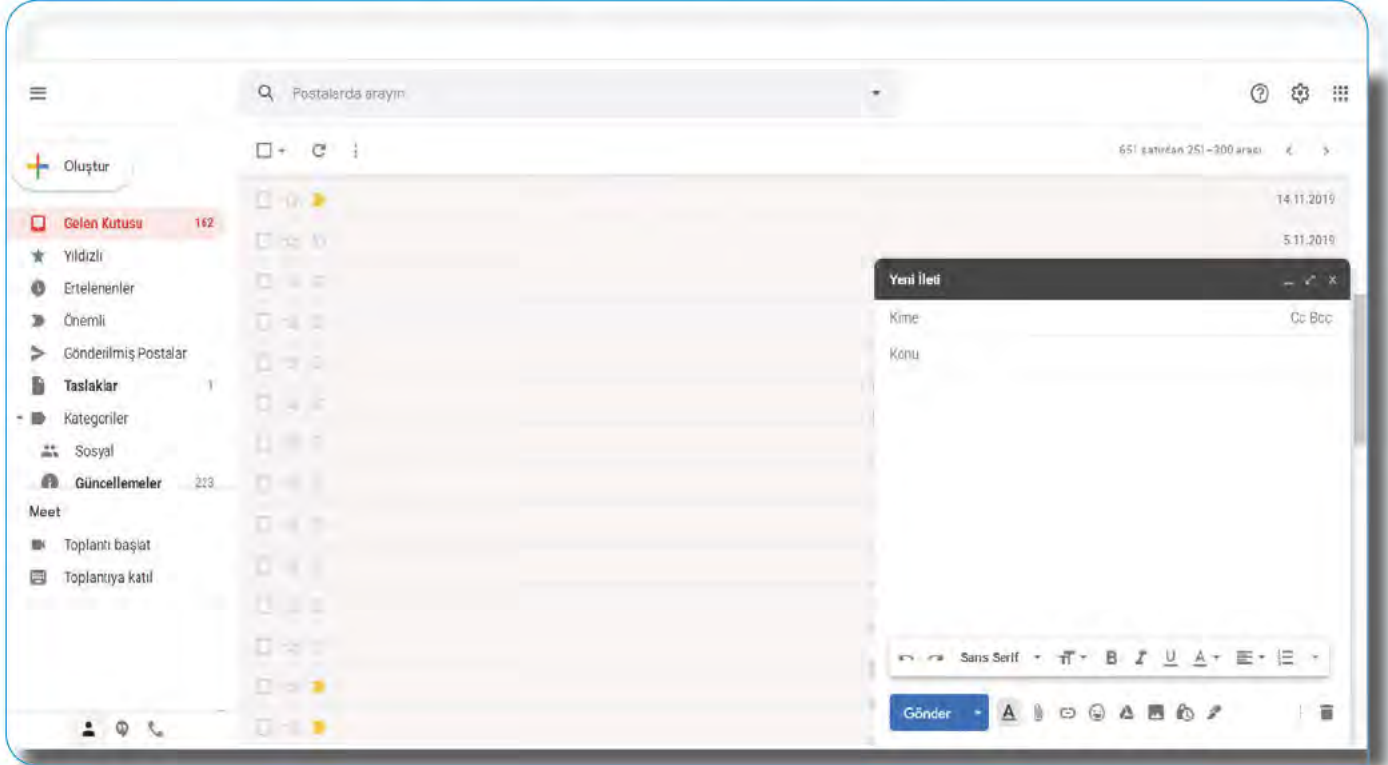 Postalarda arayın
Oluştur
651 satırdan 251–300 arası
Gelen Kutusu 162
14.11.2019
Yıldızlı
5.11.2019
Ertelenenler
Önemli
Gönderilmiş Postalar
Taslaklar 1
Kategoriler
Sosyal
Güncellemeler 213
Meet
Toplantı başlat
Toplantıya katıl
Yeni İleti
Kime Cc Bcc
Konu
Sans Serif B I U A
Gönder A